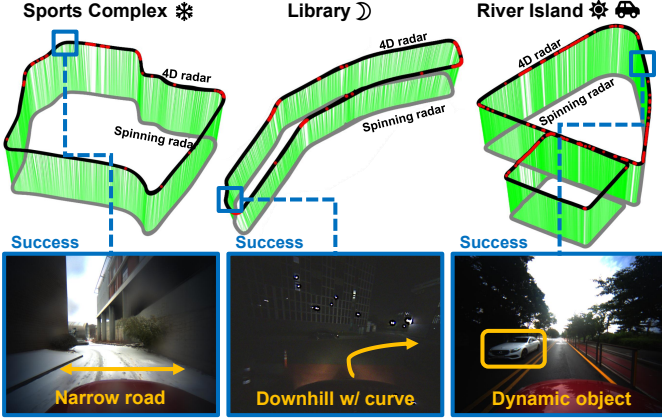 Sports Complex
Library
River Island
4D radar
Spinning rada
4D radar
Spinning radar
4D radar
Spinning radar
Success
Success
Success
Narrow road
Downhill w/ curve
Dynamic object